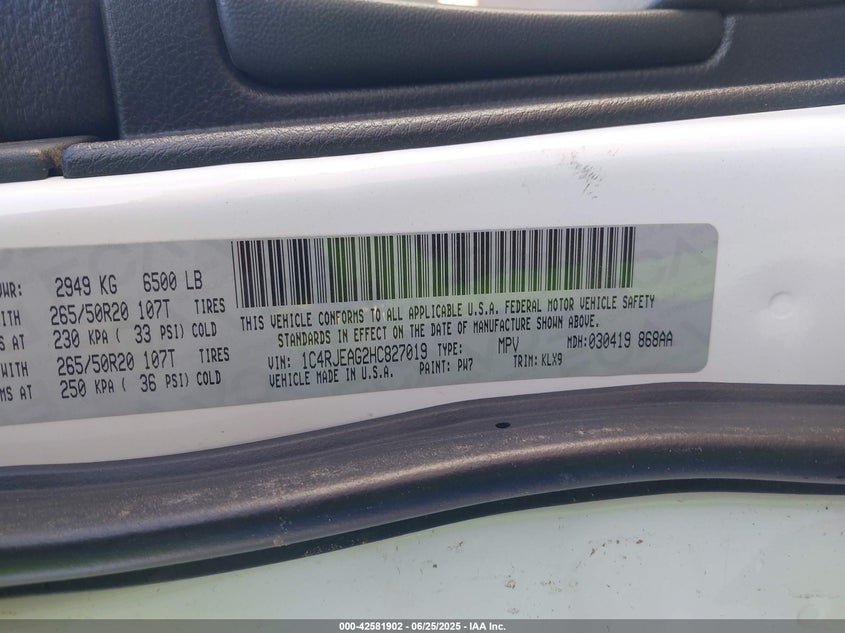 THIS VEHICLE CONFORMS TO ALL APPLICABLE U.S.A. FEDERAL MOTOR VEHICLE SAFETY
STANDARDS IN EFFECT ON THE DATE OF MANUFACTURE SHOWN ABOVE.
VIN: 1C4RJEAG2HC827019 TYPE: MPV MDH: 030419 868AA
VEHICLE MADE IN U.S.A. PAINT: PW7 TRIM: KLX9
2949 KG 6500 LB
265/50R20 107T TIRES
230 KPA ( 33 PSI) COLD
WITH 265/50R20 107T TIRES
AT 250 KPA ( 36 PSI) COLD
000-42581902 - 06/25/2025 - IAA Inc.